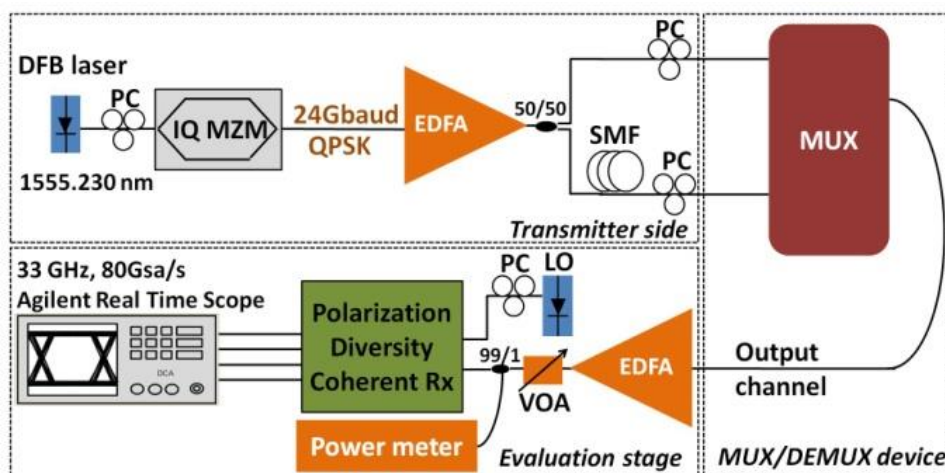 DFB laser
PC
IQ MZM
1555.230 nm
24Gbaud
QPSK
EDFA
50/50
PC
SMF
PC
Transmitter side
MUX
33 GHz, 80Gsa/s
Agilent Real Time Scope
DCA
Polarization
Diversity
Coherent Rx
PC
LO
99/1
VOA
EDFA
Power meter
Evaluation stage
Output
channel
MUX/DEMUX device